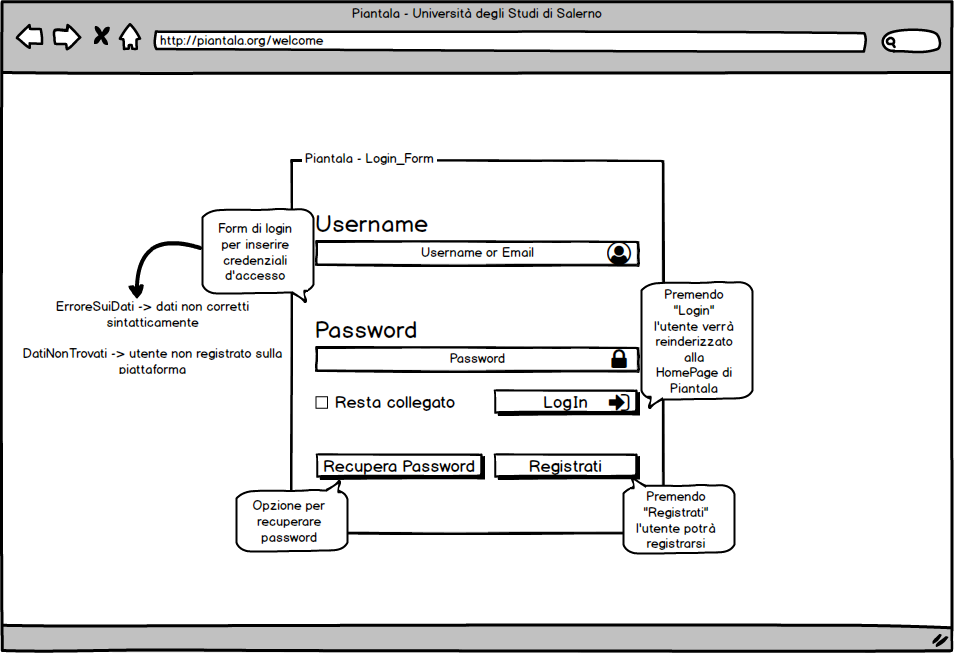 Piantala - Università degli Studi di Salerno
http://piantala.org/welcome
Piantala - Login_Form
Form di login
per inserire
credenziali
d'accesso
ErroreSuiDati -> dati non corretti
sintatticamente
DatiNonTrovati -> utente non registrato sulla
piattaforma
Username
Username or Email
Password
Password
Premendo
"Login"
l'utente verrà
reinderizzato
alla
HomePage di
Piantala
Resta collegato
LogIn
Recupera Password
Registrati
Opzione per
recuperare
password
Premendo
"Registrati"
l'utente potrà
registrarsi